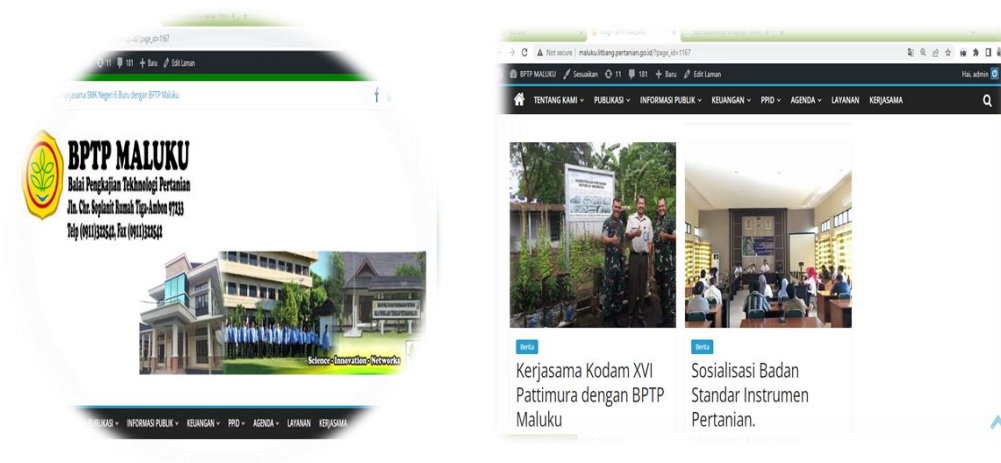 page_id=1167
11 181 + Baru Edit Laman
Kerjasama SMK Negeri 6 Buru dengan BPTP Maluku.
f
BPTP MALUKU
Balai Pengkajian Tekhnologi Pertanian
Jln. Chr. Soplanit Rumah Tiga-Ambon 97233
Telp (0911)322542, Fax (0911)322542
Science - Innovation - Networks
PUBLIKASI INFORMASI PUBLIK KEUANGAN PPID AGENDA LAYANAN KERJASAMA
Not secure | maluku.litbang.pertanian.go.id/?page_id=1167
BPTP MALUKU Sesuaikan 11 181 + Baru Edit Laman Hai, admin
TENTANG KAMI PUBLIKASI INFORMASI PUBLIK KEUANGAN PPID AGENDA LAYANAN KERJASAMA
Berita
Kerjasama Kodam XVI
Pattimura dengan BPTP
Maluku
Berita
Sosialisasi Badan
Standar Instrumen
Pertanian.